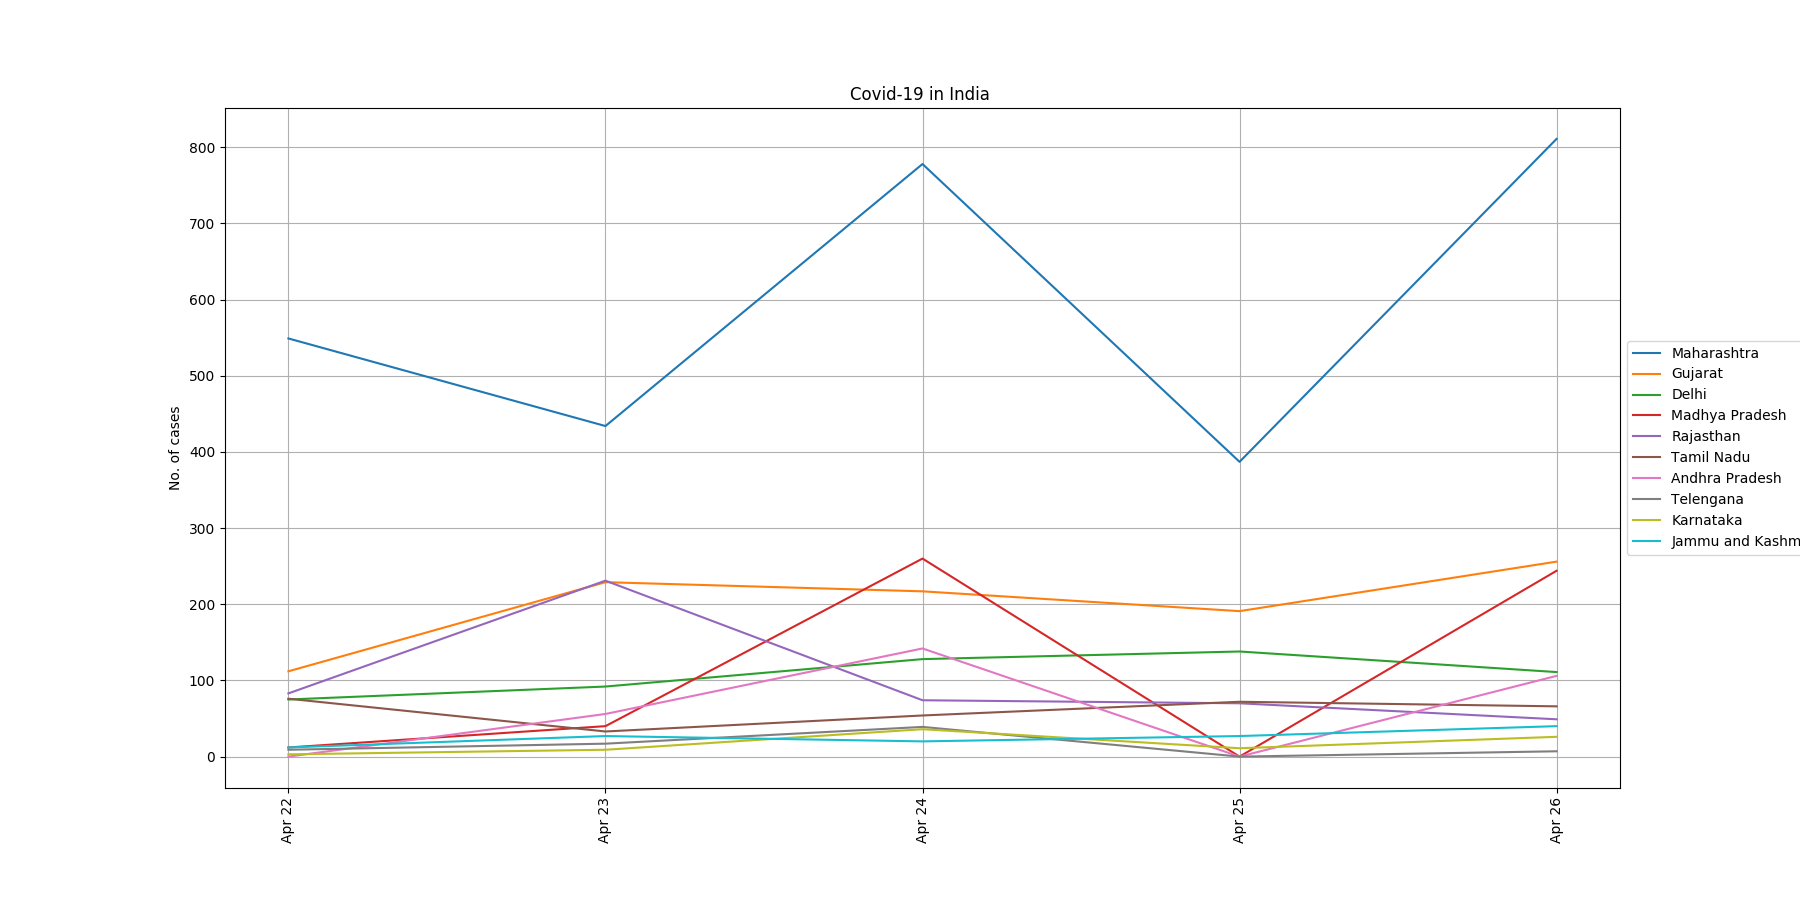 Covid-19 in India
800
700
600
500
400
300
200
100
0
No. of cases
Apr 22
Apr 23
Apr 24
Apr 25
Apr 26
Maharashtra
Gujarat
Delhi
Madhya Pradesh
Rajasthan
Tamil Nadu
Andhra Pradesh
Telengana
Karnataka
Jammu and Kashm